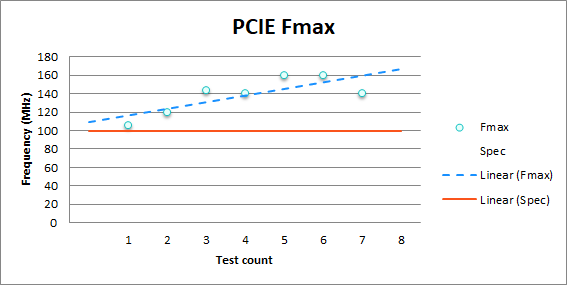 PCIE Fmax
Frequency (MHz)
180
160
140
120
100
80
60
40
20
0
1 2 3 4 5 6 7 8
Test count
Fmax
Spec
Linear (Fmax)
Linear (Spec)